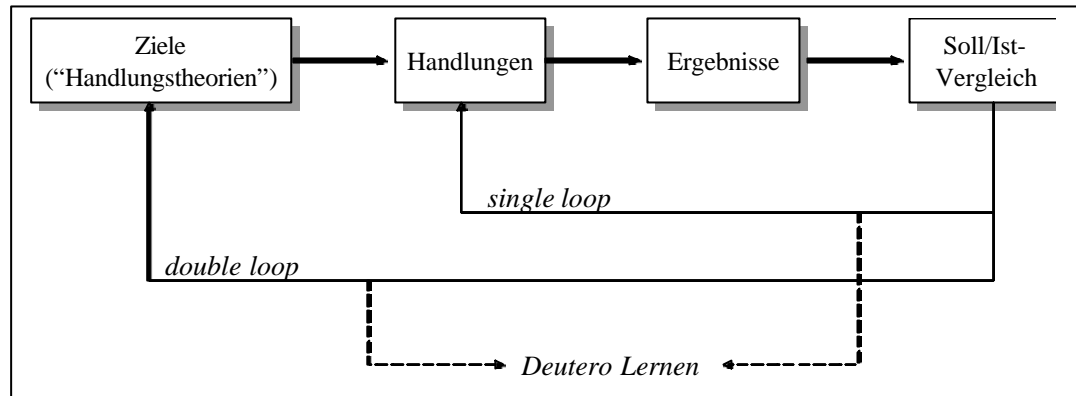 Ziele
(“Handlungstheorien”)
Handlungen
Ergebnisse
Soll/Ist-
Vergleich
single loop
double loop
Deutero Lernen